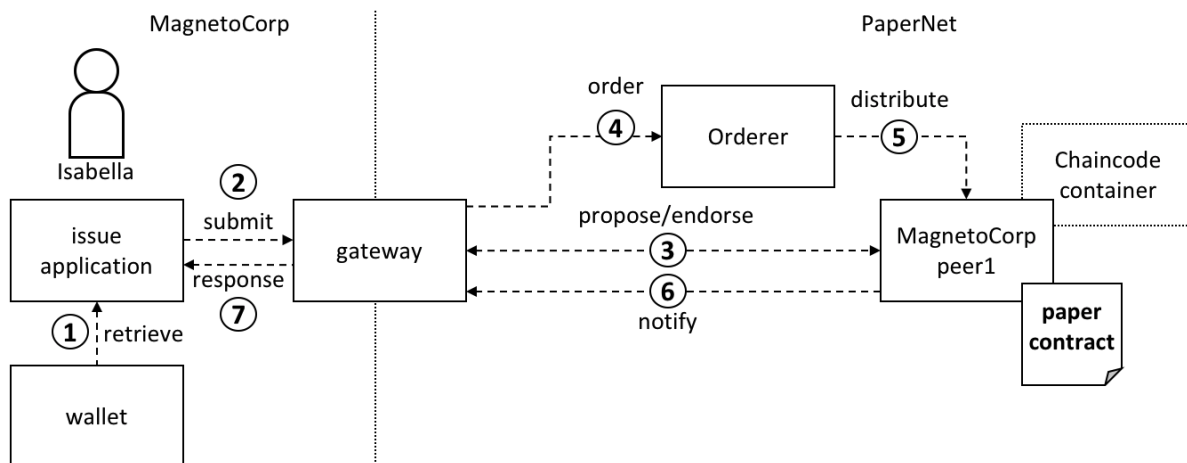 MagnetoCorp
PaperNet
Isabella
order
4
Orderer
distribute
5
Chaincode
container
2
submit
issue
application
gateway
propose/endorse
3
MagnetoCorp
peer1
response
7
6
notify
1
retrieve
paper
contract
wallet